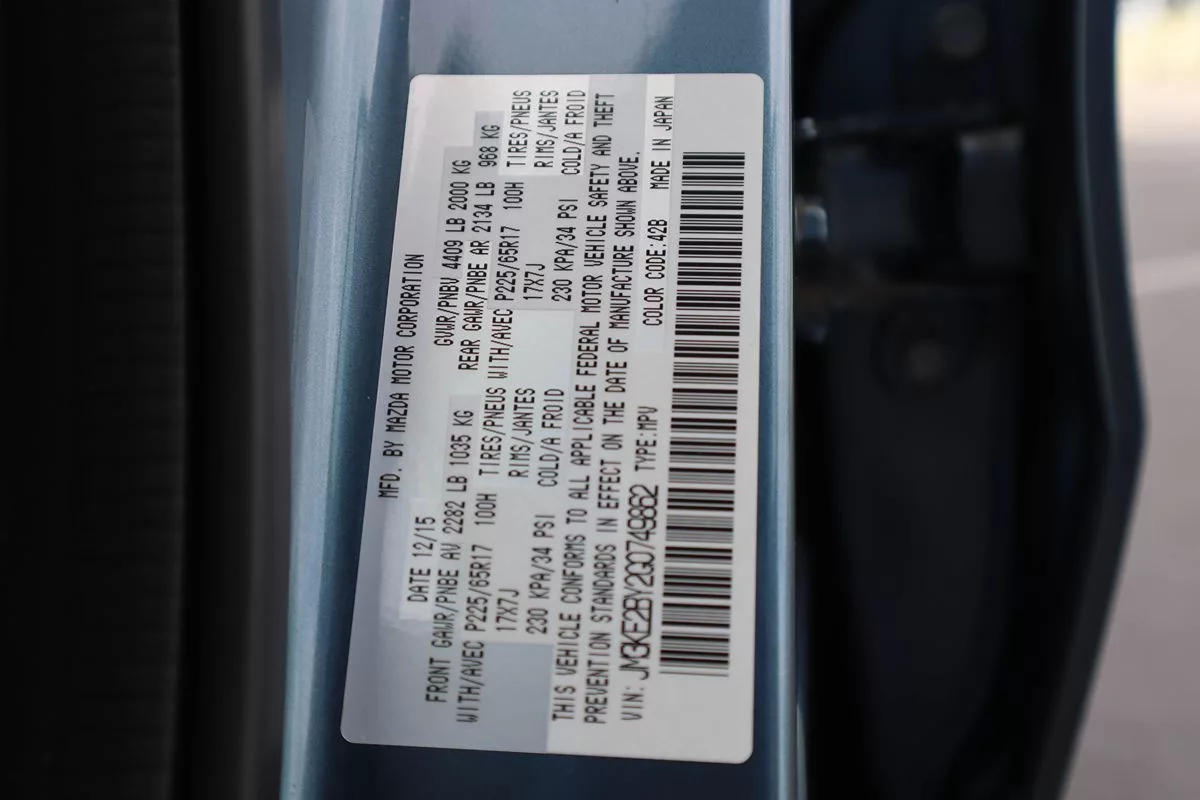 MFD. BY MAZDA MOTOR CORPORATION
DATE 12/15 GVWR/PNBV 4409 LB 2000 KG
FRONT GAWR/PNBE AV 2282 LB 1035 KG REAR GAWR/PNBE AR 2134 LB 968 KG
WITH/AVEC P225/65R17 100H TIRES/PNEUS WITH/AVEC P225/65R17 100H TIRES/PNEUS
17X7J RIMS/JANTES 17X7J RIMS/JANTES
230 KPA/34 PSI COLD/A FROID 230 KPA/34 PSI COLD/A FROID
THIS VEHICLE CONFORMS TO ALL APPLICABLE FEDERAL MOTOR VEHICLE SAFETY AND THEFT
PREVENTION STANDARDS IN EFFECT ON THE DATE OF MANUFACTURE SHOWN ABOVE.
VIN: JM3KE2BY2G0749862 TYPE:MPV COLOR CODE:42B MADE IN JAPAN